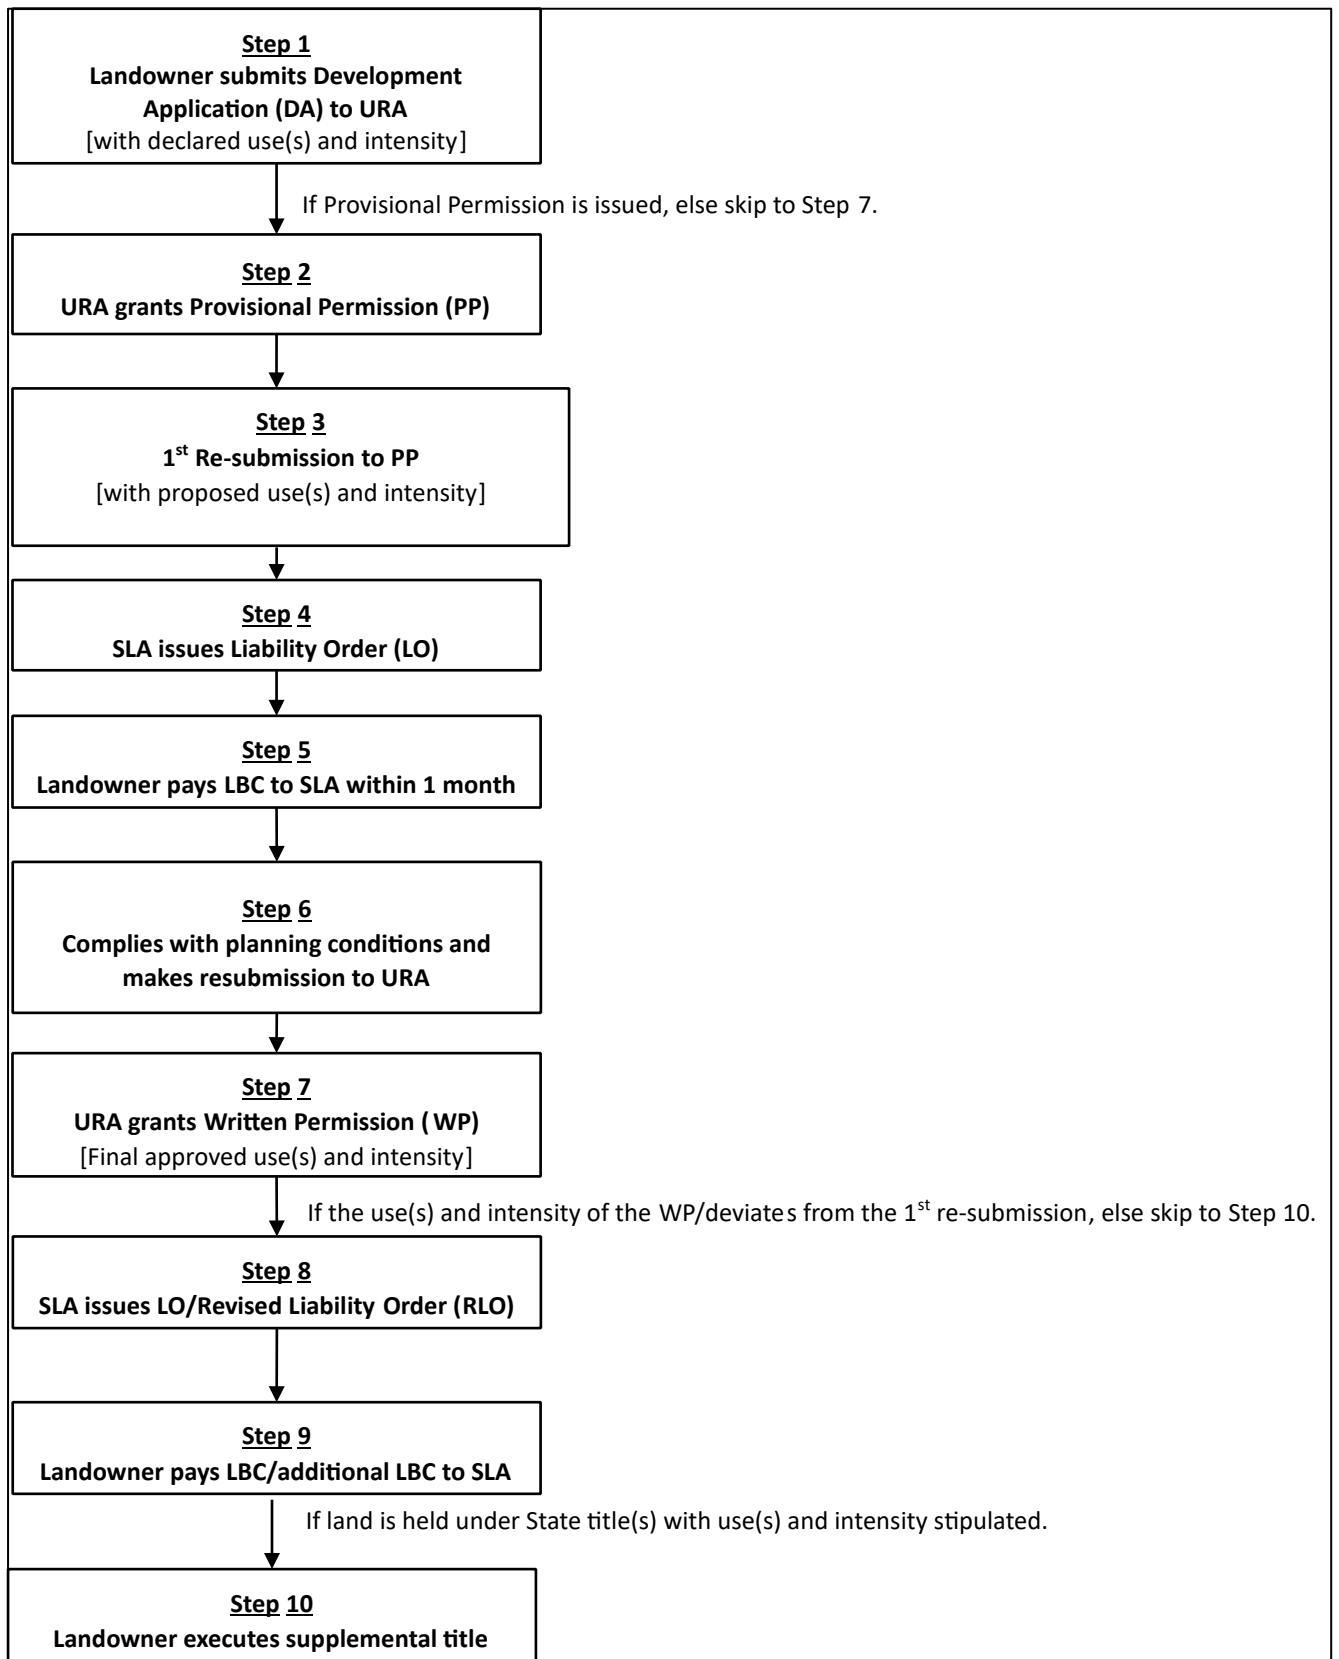 Step 1
Landowner submits Development
Application (DA) to URA
[with declared use(s) and intensity]
If Provisional Permission is issued, else skip to Step 7.
Step 2
URA grants Provisional Permission (PP)
Step 3
1st Re-submission to PP
[with proposed use(s) and intensity]
Step 4
SLA issues Liability Order (LO)
Step 5
Landowner pays LBC to SLA within 1 month
Step 6
Complies with planning conditions and
makes resubmission to URA
Step 7
URA grants Written Permission (WP)
[Final approved use(s) and intensity]
If the use(s) and intensity of the WP/deviates from the 1st re-submission, else skip to Step 10.
Step 8
SLA issues LO/Revised Liability Order (RLO)
Step 9
Landowner pays LBC/additional LBC to SLA
If land is held under State title(s) with use(s) and intensity stipulated.
Step 10
Landowner executes supplemental title